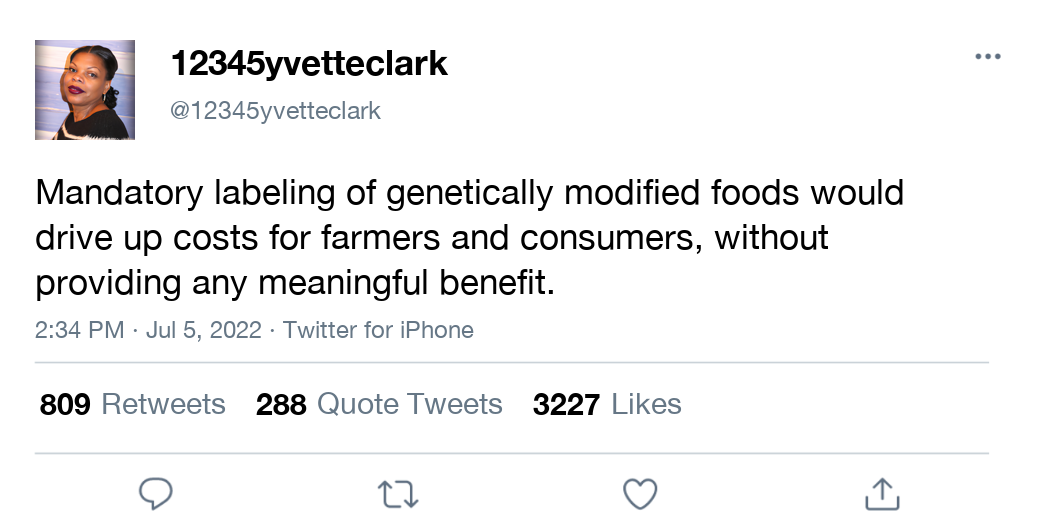 12345yvetteclark
@12345yvetteclark
Mandatory labeling of genetically modified foods would
drive up costs for farmers and consumers, without
providing any meaningful benefit.
2:34 PM · Jul 5, 2022 · Twitter for iPhone
809 Retweets 288 Quote Tweets 3227 Likes